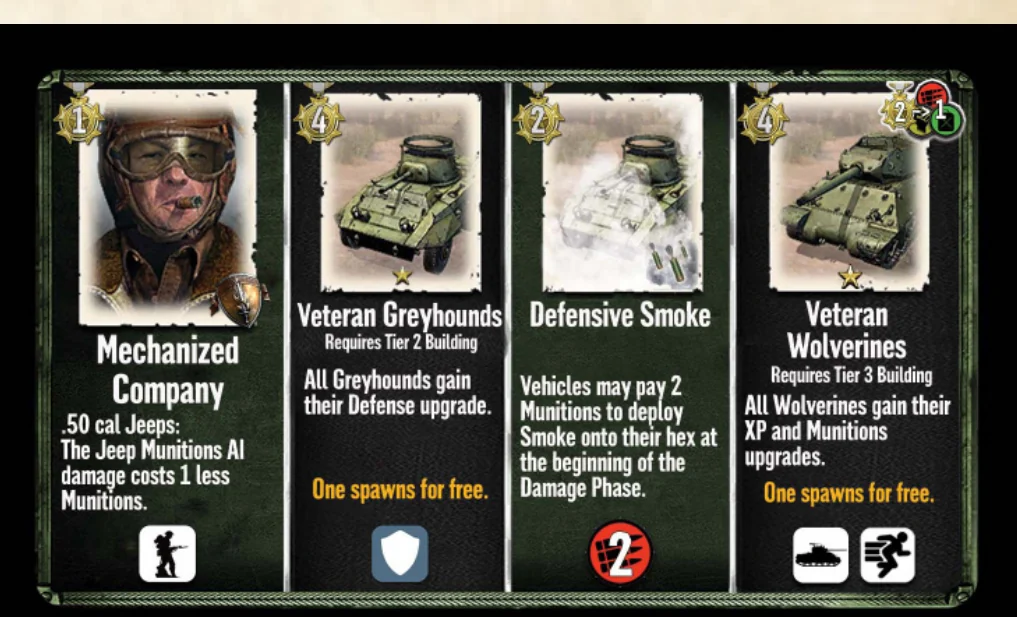 1
Mechanized
Company
.50 cal Jeeps:
The Jeep Munitions AI
damage costs 1 less
Munitions.
4
Veteran Greyhounds
Requires Tier 2 Building
All Greyhounds gain
their Defense upgrade.
One spawns for free.
2
Defensive Smoke
Vehicles may pay 2
Munitions to deploy
Smoke onto their hex at
the beginning of the
Damage Phase.
2
4
2 1
Veteran
Wolverines
Requires Tier 3 Building
All Wolverines gain their
XP and Munitions
upgrades.
One spawns for free.